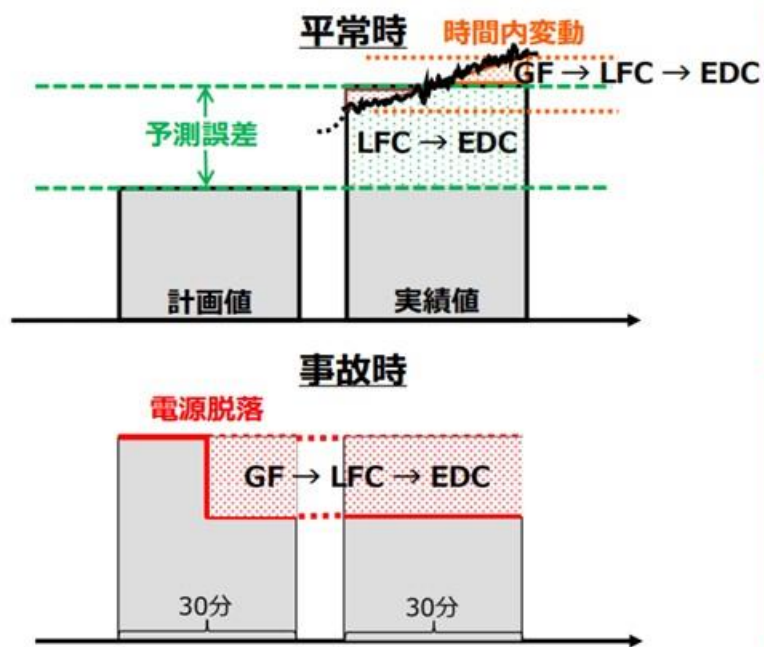 平常時
時間内変動
GF → LFC → EDC
予測誤差
LFC → EDC
計画値
実績値
事故時
電源脱落
GF → LFC → EDC
30分
30分